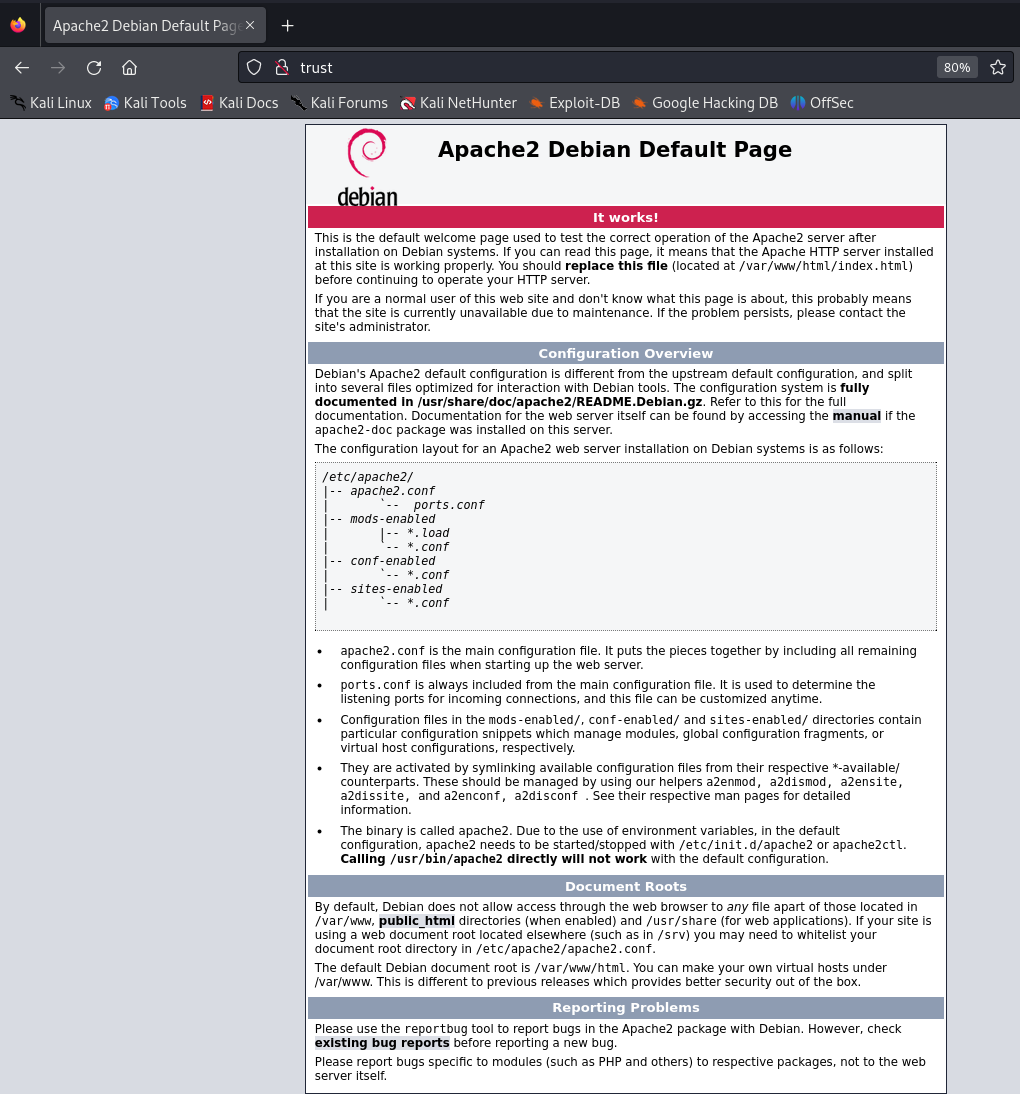 Apache2 Debian Default Pag
trust
80%
Kali Linux Kali Tools Kali Docs Kali Forums Kali NetHunter Exploit-DB Google Hacking DB OffSec
debian
Apache2 Debian Default Page
It works!
This is the default welcome page used to test the correct operation of the Apache2 server after
installation on Debian systems. If you can read this page, it means that the Apache HTTP server installed
at this site is working properly. You should replace this file (located at /var/www/html/index.html)
before continuing to operate your HTTP server.
If you are a normal user of this web site and don't know what this page is about, this probably means
that the site is currently unavailable due to maintenance. If the problem persists, please contact the
site's administrator.
Configuration Overview
Debian's Apache2 default configuration is different from the upstream default configuration, and split
into several files optimized for interaction with Debian tools. The configuration system is fully
documented in /usr/share/doc/apache2/README.Debian.gz. Refer to this for the full
documentation. Documentation for the web server itself can be found by accessing the manual if the
apache2-doc package was installed on this server.
The configuration layout for an Apache2 web server installation on Debian systems is as follows:
/etc/apache2/
|-- apache2.conf
|       `--  ports.conf
|-- mods-enabled
|       |-- *.load
|       `-- *.conf
|-- conf-enabled
|       `-- *.conf
|-- sites-enabled
|       `-- *.conf
• apache2.conf is the main configuration file. It puts the pieces together by including all remaining
configuration files when starting up the web server.
• ports.conf is always included from the main configuration file. It is used to determine the
listening ports for incoming connections, and this file can be customized anytime.
• Configuration files in the mods-enabled/, conf-enabled/ and sites-enabled/ directories contain
particular configuration snippets which manage modules, global configuration fragments, or
virtual host configurations, respectively.
• They are activated by symlinking available configuration files from their respective *-available/
counterparts. These should be managed by using our helpers a2enmod, a2dismod, a2ensite,
a2dissite, and a2enconf, a2disconf . See their respective man pages for detailed
information.
• The binary is called apache2. Due to the use of environment variables, in the default
configuration, apache2 needs to be started/stopped with /etc/init.d/apache2 or apache2ctl.
Calling /usr/bin/apache2 directly will not work with the default configuration.
Document Roots
By default, Debian does not allow access through the web browser to any file apart of those located in
/var/www, public_html directories (when enabled) and /usr/share (for web applications). If your site is
using a web document root located elsewhere (such as in /srv) you may need to whitelist your
document root directory in /etc/apache2/apache2.conf.
The default Debian document root is /var/www/html. You can make your own virtual hosts under
/var/www. This is different to previous releases which provides better security out of the box.
Reporting Problems
Please use the reportbug tool to report bugs in the Apache2 package with Debian. However, check
existing bug reports before reporting a new bug.
Please report bugs specific to modules (such as PHP and others) to respective packages, not to the web
server itself.